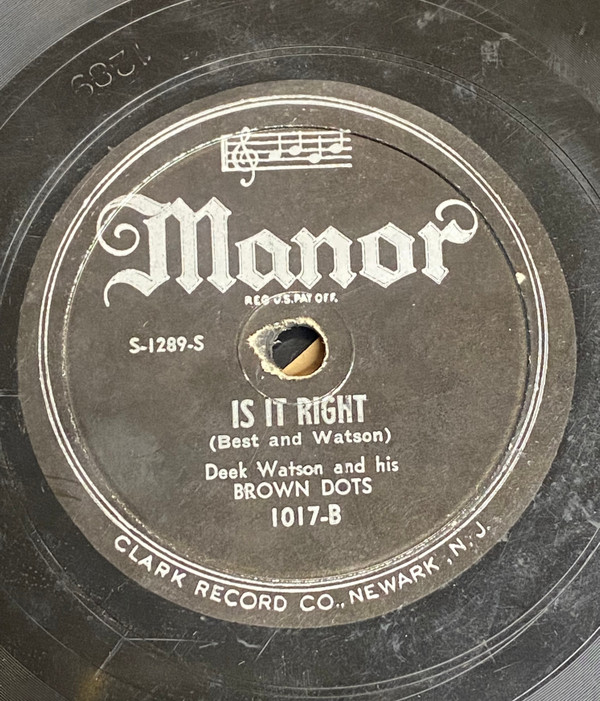 1289
Manor
REG U.S. PAT OFF.
S-1289-S
IS IT RIGHT
(Best and Watson)
Deek Watson and his
BROWN DOTS
1017-B
CLARK RECORD CO., NEWARK, N.J.